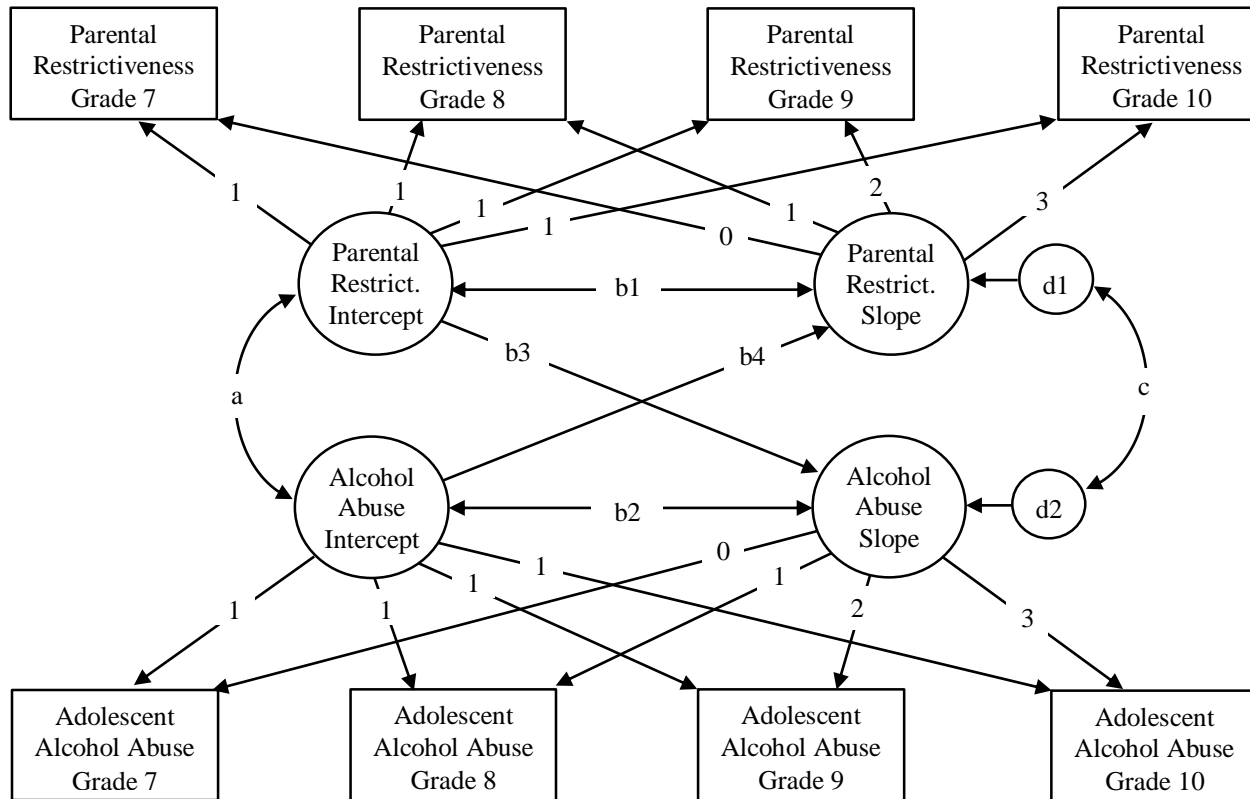 Parental
Restrictiveness
Grade 7
Parental
Restrictiveness
Grade 8
Parental
Restrictiveness
Grade 9
Parental
Restrictiveness
Grade 10
1
1
1
1
0
1
2
3
Parental
Restrict.
Intercept
b1
Parental
Restrict.
Slope
d1
b3
b4
a
c
Alcohol
Abuse
Intercept
b2
Alcohol
Abuse
Slope
d2
1
1
1
1
0
1
2
3
Adolescent
Alcohol Abuse
Grade 7
Adolescent
Alcohol Abuse
Grade 8
Adolescent
Alcohol Abuse
Grade 9
Adolescent
Alcohol Abuse
Grade 10